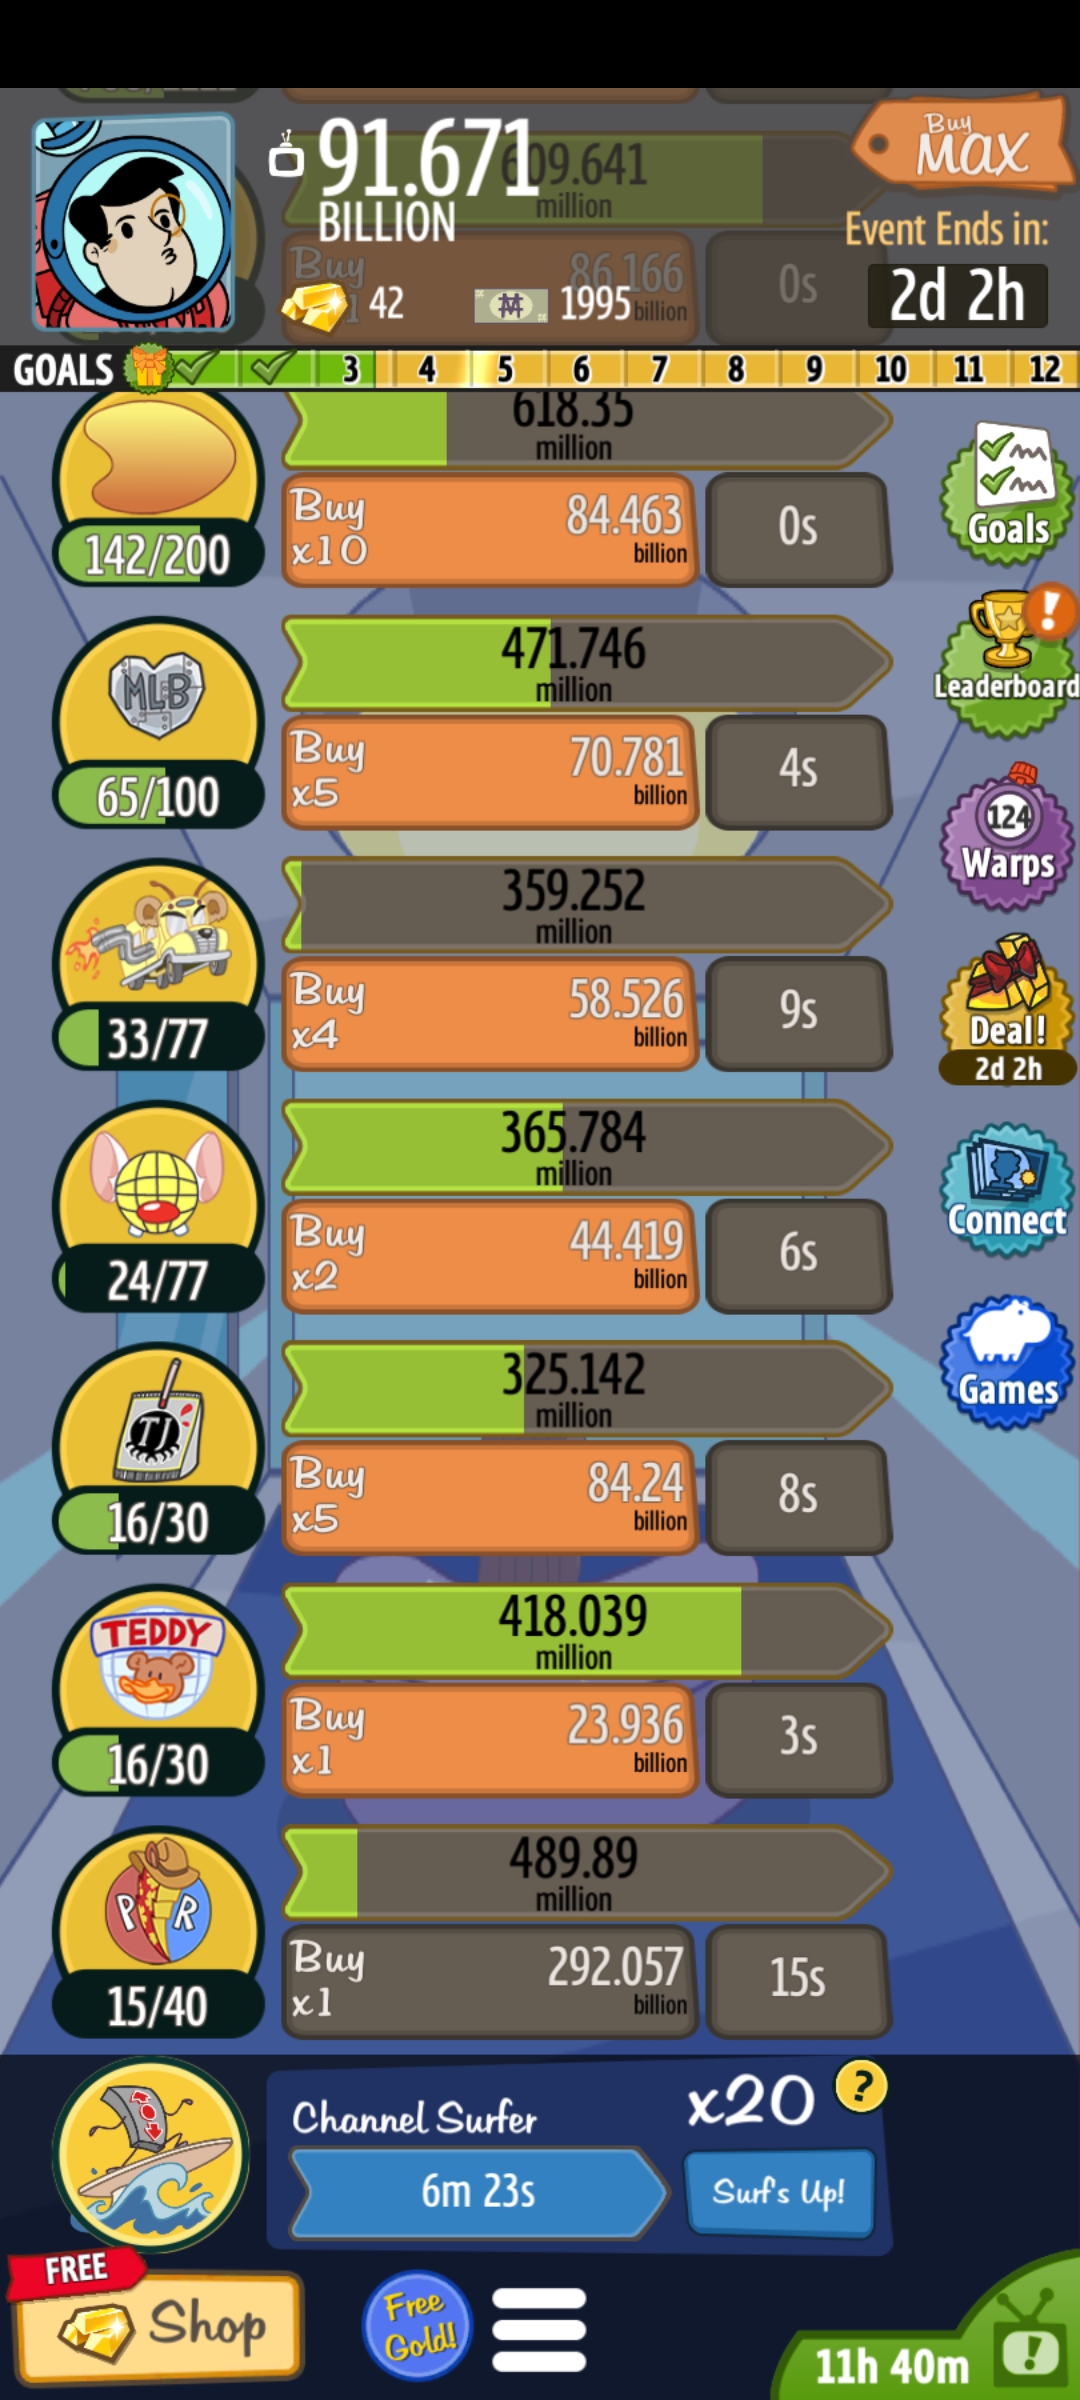 Buy
MAX
91.671
BILLION
609.641
million
Event Ends in:
2d 2h
Buy
86.166
billion
0s
42
1995
GOALS
3 4 5 6 7 8 9 10 11 12
618.35
million
142/200
Buy
x10
84.463
billion
0s
Goals
MLB
65/100
471.746
million
Buy
x5
70.781
billion
4s
Leaderboard
33/77
359.252
million
Buy
x4
58.526
billion
9s
124
Warps
Deal!
2d 2h
24/77
365.784
million
Buy
x2
44.419
billion
6s
Connect
TJ
16/30
325.142
million
Buy
x5
84.24
billion
8s
Games
TEDDY
16/30
418.039
million
Buy
x1
23.936
billion
3s
P R
15/40
489.89
million
Buy
x1
292.057
billion
15s
Channel Surfer
x20
?
6m 23s
Surf's Up!
FREE
Shop
Free
Gold!
11h 40m